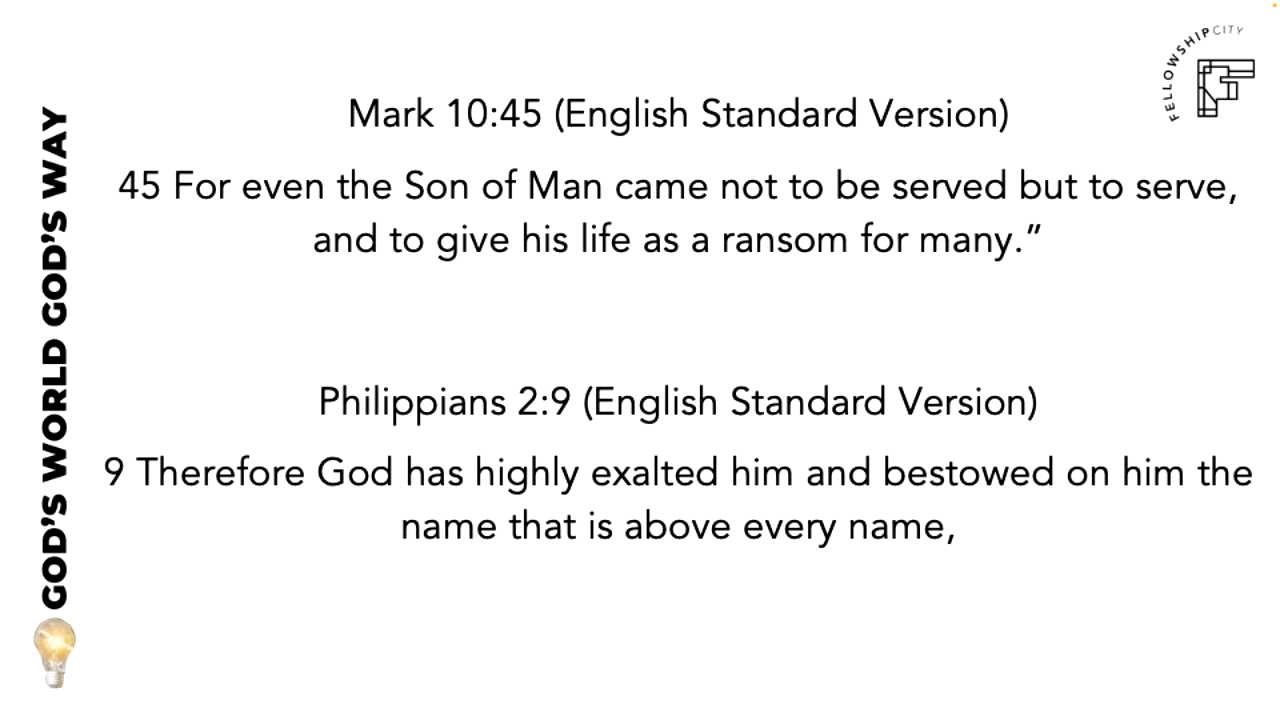 FELLOWSHIPCITY
GOD'S WORLD GOD'S WAY
Mark 10:45 (English Standard Version)
45 For even the Son of Man came not to be served but to serve,
and to give his life as a ransom for many.”
Philippians 2:9 (English Standard Version)
9 Therefore God has highly exalted him and bestowed on him the
name that is above every name,